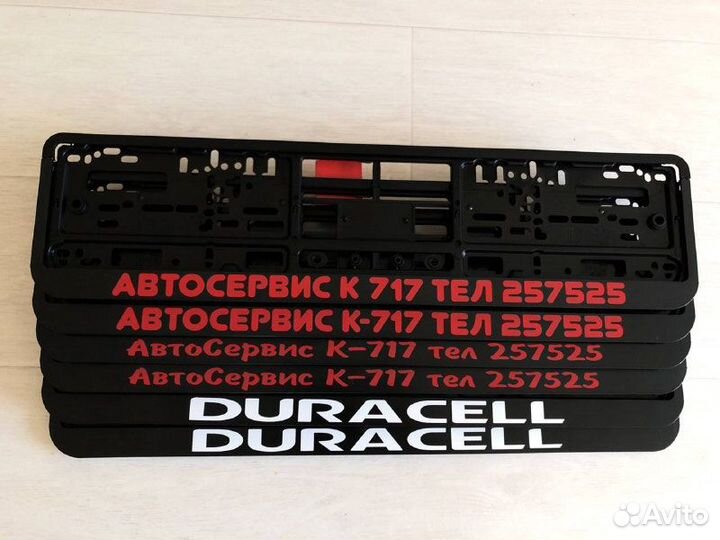 АВТОСЕРВИС К 717 ТЕЛ 257525
АВТОСЕРВИС К-717 ТЕЛ 257525
АвтоСервис К-717 тел 257525
АвтоСервис К-717 тел 257525
DURACELL
DURACELL
Avito